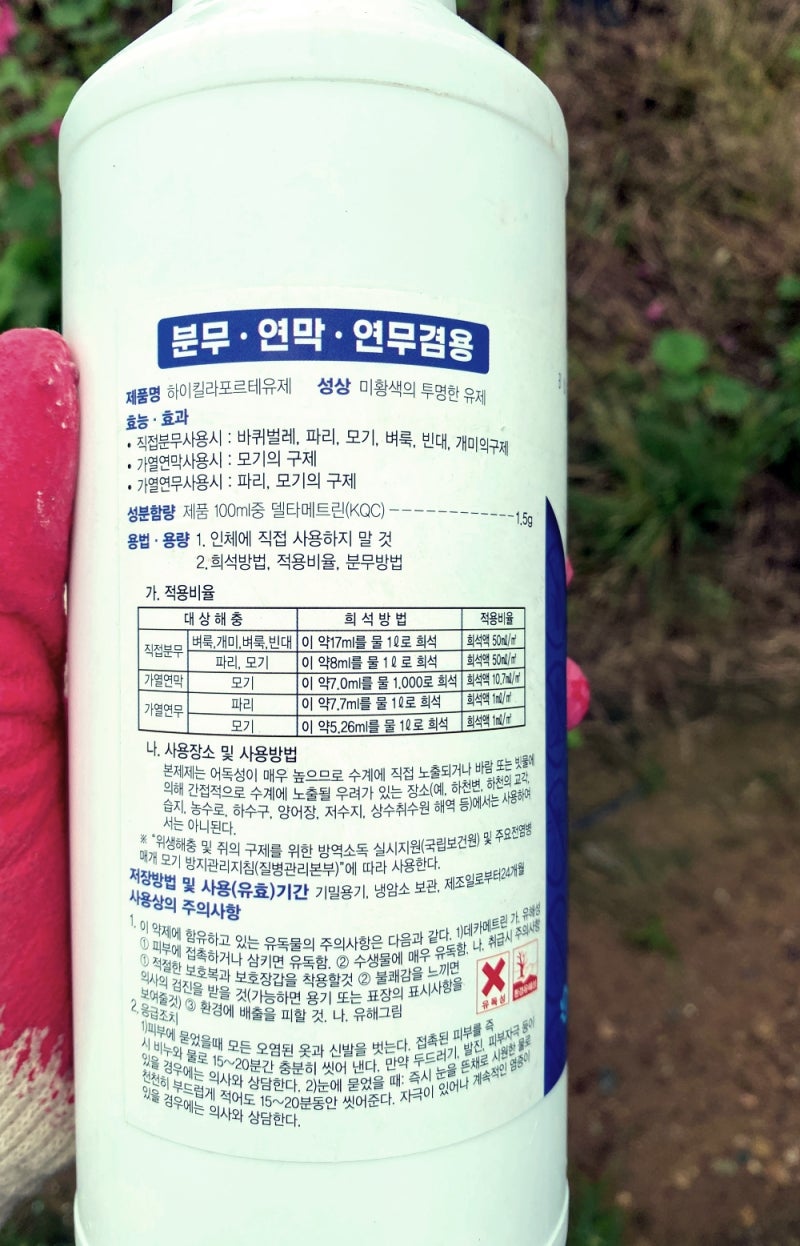 분무·연막·연무겸용
제품명 하이킬라포르테유제 성상 미황색의 투명한 유제
효능·효과
• 직접분무사용시 : 바퀴벌레, 파리, 모기, 벼룩, 빈대, 개미의구제
• 가열연막사용시 : 모기의 구제
• 가열연무사용시 : 파리, 모기의 구제
성분함량 제품 100ml중 델타메트린(KQC) ------------1.5g
용법·용량 1. 인체에 직접 사용하지 말 것
2. 희석방법, 적용비율, 분무방법
가. 적용비율
대상해충 희석방법 적용비율
직접분무 벼룩,개미,벼룩,빈대 이 약17ml를 물 1ℓ로 희석 희석액 50㎖/㎡
파리, 모기 이 약8ml를 물 1ℓ로 희석 희석액 50㎖/㎡
가열연막 모기 이 약7.0ml를 물 1.000로 희석 희석액 10.7㎖/㎡
가열연무 파리 이 약7.7ml를 물 1ℓ로 희석 희석액 1㎖/㎡
모기 이 약5.26ml를 물 1ℓ로 희석 희석액 1㎖/㎡
나. 사용장소 및 사용방법
본제제는 어독성이 매우 높으므로 수계에 직접 노출되거나 바람 또는 빗물에
의해 간접적으로 수계에 노출될 우려가 있는 장소(예, 하천변, 하천의 교각,
습지, 농수로, 하수구, 양어장, 저수지, 상수취수원 해역 등)에서는 사용하여
서는 아니된다.
※ "위생해충 및 쥐의 구제를 위한 방역소독 실시지원(국립보건원) 및 주요전염병
매개 모기 방지관리지침(질병관리본부)"에 따라 사용한다.
저장방법 및 사용(유효)기간 기밀용기, 냉암소 보관, 제조일로부터24개월
사용상의 주의사항
1. 이 약제에 함유하고 있는 유독물의 주의사항은 다음과 같다. 1)데카메트린 가. 유해성
① 피부에 접촉하거나 삼키면 유독함. ② 수생물에 매우 유독함. 나. 취급시 주의사항
① 적절한 보호복과 보호장갑을 착용할것 ② 불쾌감을 느끼면
의사의 검진을 받을 것(가능하면 용기 또는 표장의 표시사항을
보여줄것) ③ 환경에 배출을 피할 것. 나. 유해그림
유독성
환경유해성
2. 응급조치
1)피부에 묻었을때 모든 오염된 옷과 신발을 벗는다. 접촉된 피부를 즉
시 비누와 물로 15~20분간 충분히 씻어 낸다. 만약 두드러기, 발진, 피부자극 등이
있을 경우에는 의사와 상담한다. 2)눈에 묻었을 때: 즉시 눈을 뜬채로 시원한 물로
천천히 부드럽게 적어도 15~20분동안 씻어준다. 자극이 있어나 계속적인 염증이
있을 경우에는 의사와 상담한다.